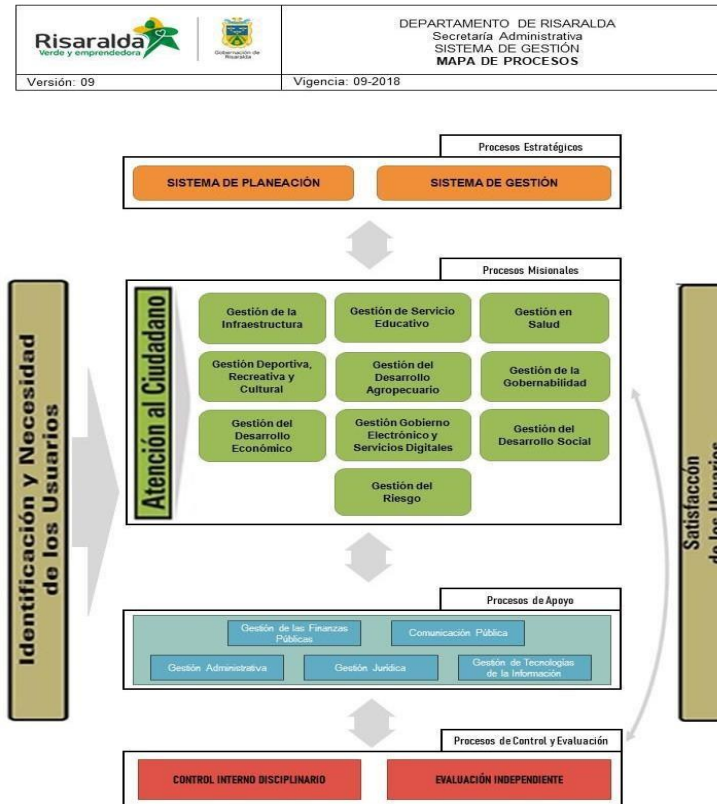 Risaralda
Verde y emprendedora
Gobernación de
Risaralda
DEPARTAMENTO DE RISARALDA
Secretaría Administrativa
SISTEMA DE GESTIÓN
MAPA DE PROCESOS
Versión: 09
Vigencia: 09-2018
Procesos Estratégicos
SISTEMA DE PLANEACIÓN
SISTEMA DE GESTIÓN
Identificación y Necesidad
de los Usuarios
Procesos Misionales
Atención al Ciudadano
Gestión de la
Infraestructura
Gestión de Servicio
Educativo
Gestión en
Salud
Gestión Deportiva,
Recreativa y
Cultural
Gestión del
Desarrollo
Agropecuario
Gestión de la
Gobernabilidad
Gestión del
Desarrollo
Económico
Gestión Gobierno
Electrónico y
Servicios Digitales
Gestión del
Desarrollo Social
Gestión del
Riesgo
Satisfaccón
de los Usuarios
Procesos de Apoyo
Gestión de las Finanzas
Públicas
Comunicación Pública
Gestión Administrativa
Gestión Jurídica
Gestión de Tecnologías
de la Información
Procesos de Control y Evaluación
CONTROL INTERNO DISCIPLINARIO
EVALUACIÓN INDEPENDIENTE